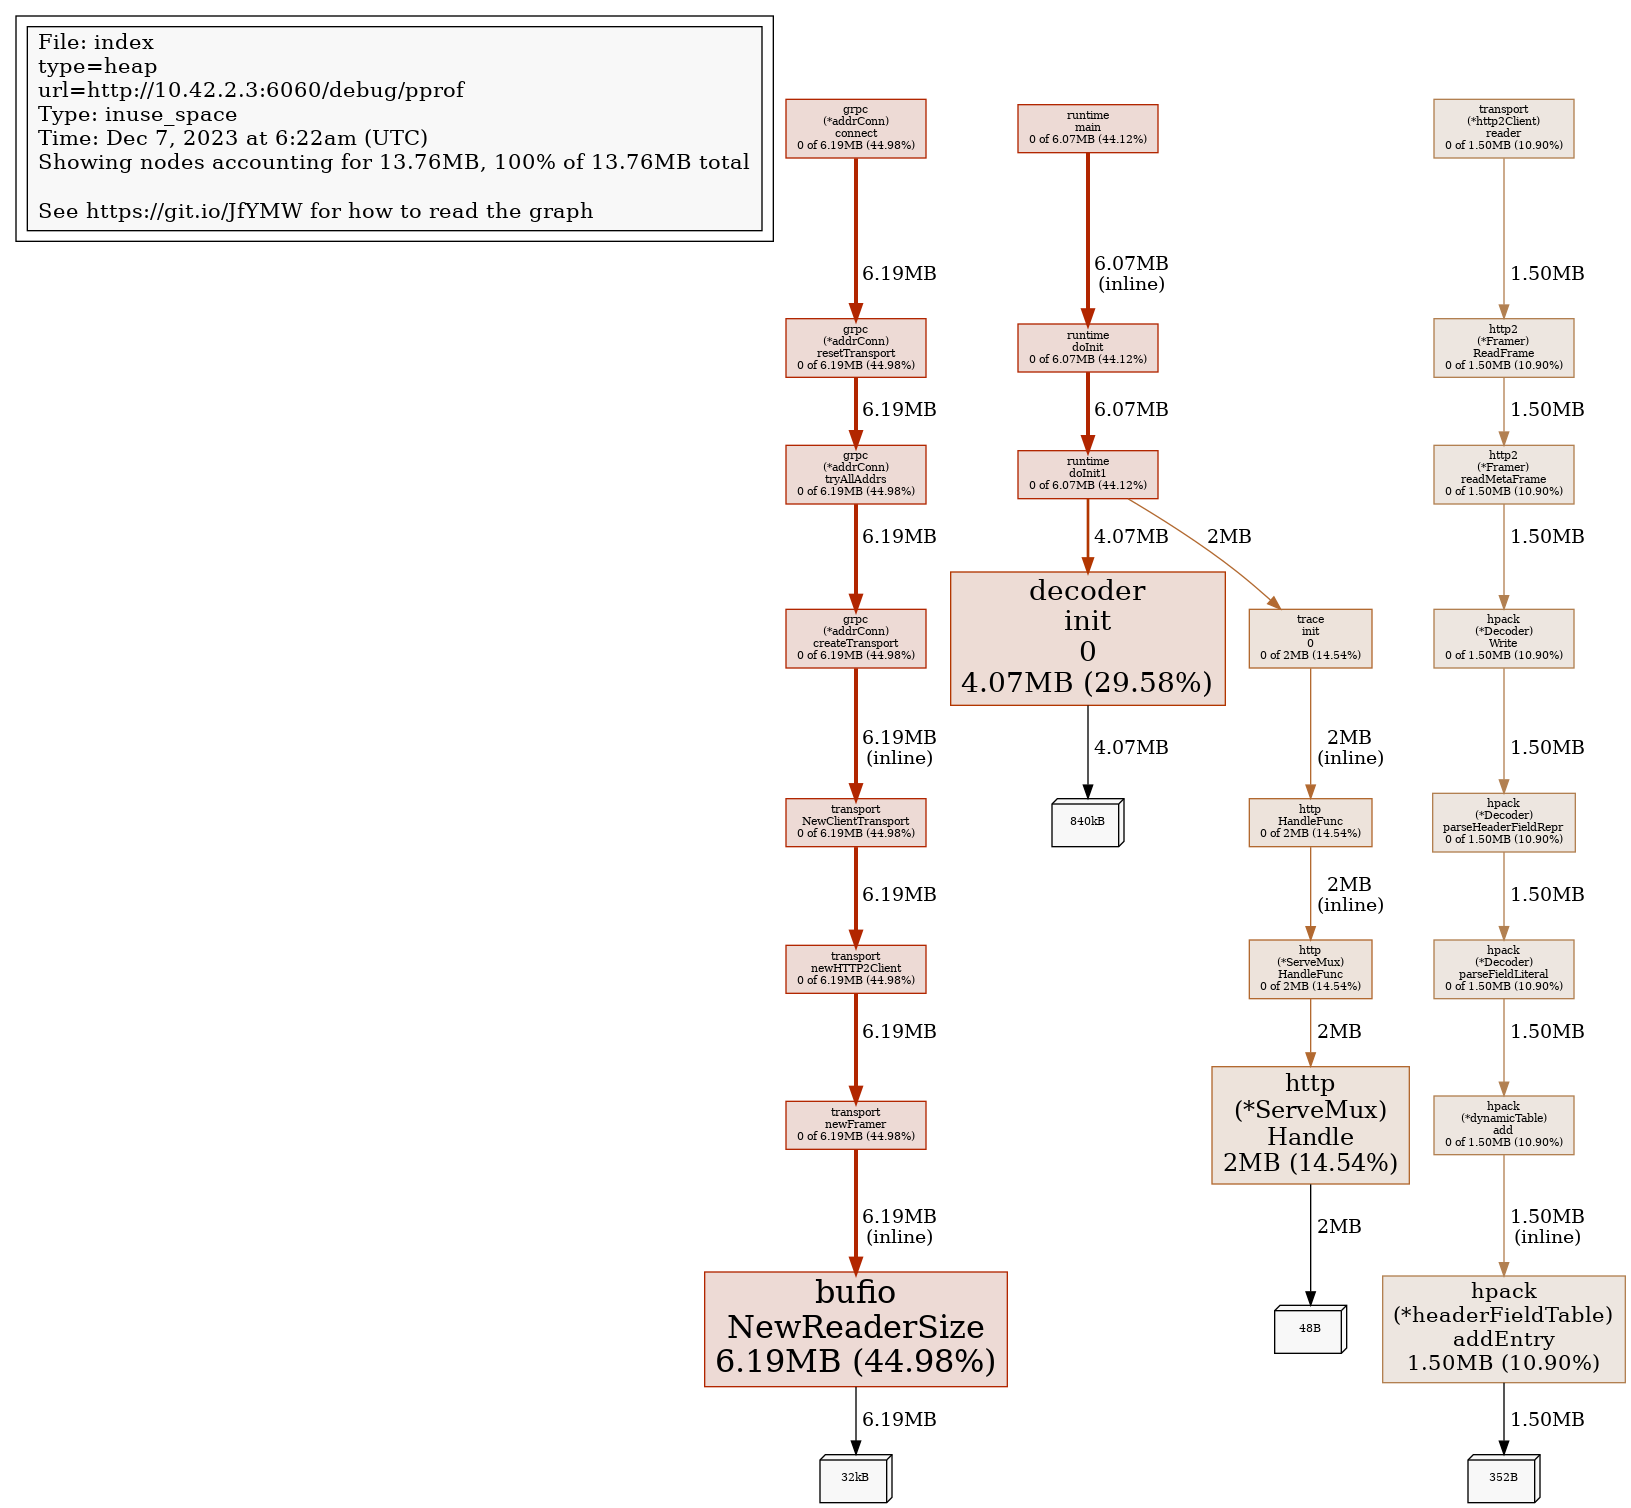 File: index
type=heap
url=http://10.42.2.3:6060/debug/pprof
Type: inuse_space
Time: Dec 7, 2023 at 6:22am (UTC)
Showing nodes accounting for 13.76MB, 100% of 13.76MB total
See https://git.io/JfYMW for how to read the graph
grpc
(*addrConn)
connect
0 of 6.19MB (44.98%)
6.19MB
grpc
(*addrConn)
resetTransport
0 of 6.19MB (44.98%)
6.19MB
grpc
(*addrConn)
tryAllAddrs
0 of 6.19MB (44.98%)
6.19MB
grpc
(*addrConn)
createTransport
0 of 6.19MB (44.98%)
6.19MB
(inline)
transport
NewClientTransport
0 of 6.19MB (44.98%)
6.19MB
transport
newHTTP2Client
0 of 6.19MB (44.98%)
6.19MB
transport
newFramer
0 of 6.19MB (44.98%)
6.19MB
(inline)
bufio
NewReaderSize
6.19MB (44.98%)
6.19MB
32kB
runtime
main
0 of 6.07MB (44.12%)
6.07MB
(inline)
runtime
doInit
0 of 6.07MB (44.12%)
6.07MB
runtime
doInit1
0 of 6.07MB (44.12%)
4.07MB
2MB
decoder
init
0
4.07MB (29.58%)
4.07MB
840kB
trace
init
0
0 of 2MB (14.54%)
2MB
(inline)
http
HandleFunc
0 of 2MB (14.54%)
2MB
(inline)
http
(*ServeMux)
HandleFunc
0 of 2MB (14.54%)
2MB
http
(*ServeMux)
Handle
2MB (14.54%)
2MB
48B
transport
(*http2Client)
reader
0 of 1.50MB (10.90%)
1.50MB
http2
(*Framer)
ReadFrame
0 of 1.50MB (10.90%)
1.50MB
http2
(*Framer)
readMetaFrame
0 of 1.50MB (10.90%)
1.50MB
hpack
(*Decoder)
Write
0 of 1.50MB (10.90%)
1.50MB
hpack
(*Decoder)
parseHeaderFieldRepr
0 of 1.50MB (10.90%)
1.50MB
hpack
(*Decoder)
parseFieldLiteral
0 of 1.50MB (10.90%)
1.50MB
hpack
(*dynamicTable)
add
0 of 1.50MB (10.90%)
1.50MB
(inline)
hpack
(*headerFieldTable)
addEntry
1.50MB (10.90%)
1.50MB
352B